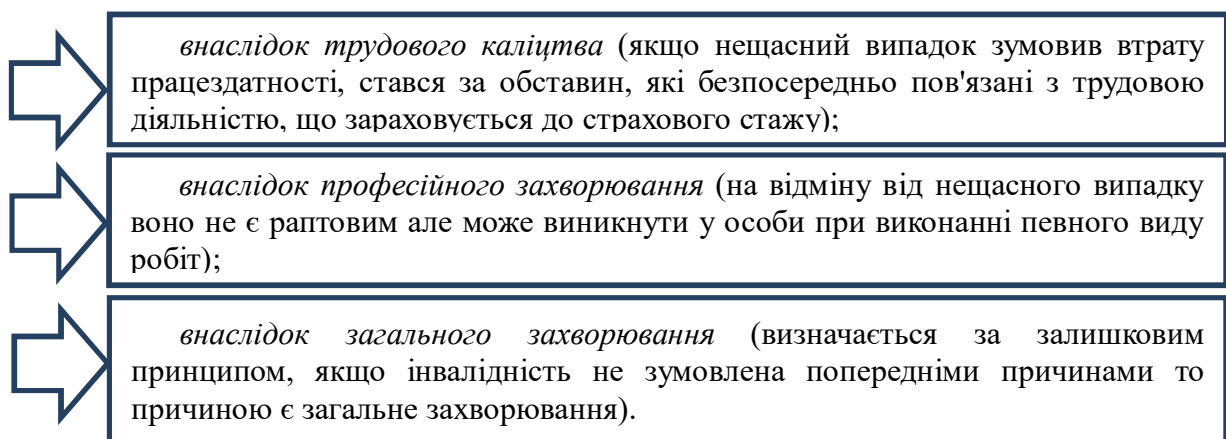 внаслідок трудового каліцтва (якщо нещасний випадок зумовив втрату
працездатності, стався за обставин, які безпосередньо пов'язані з трудовою
діяльністю, що зараховується до страхового стажу);
внаслідок професійного захворювання (на відміну від нещасного випадку
воно не є раптовим але може виникнути у особи при виконанні певного виду
робіт);
внаслідок загального захворювання (визначається за залишковим
принципом, якщо інвалідність не зумовлена попередніми причинами то
причиною є загальне захворювання).